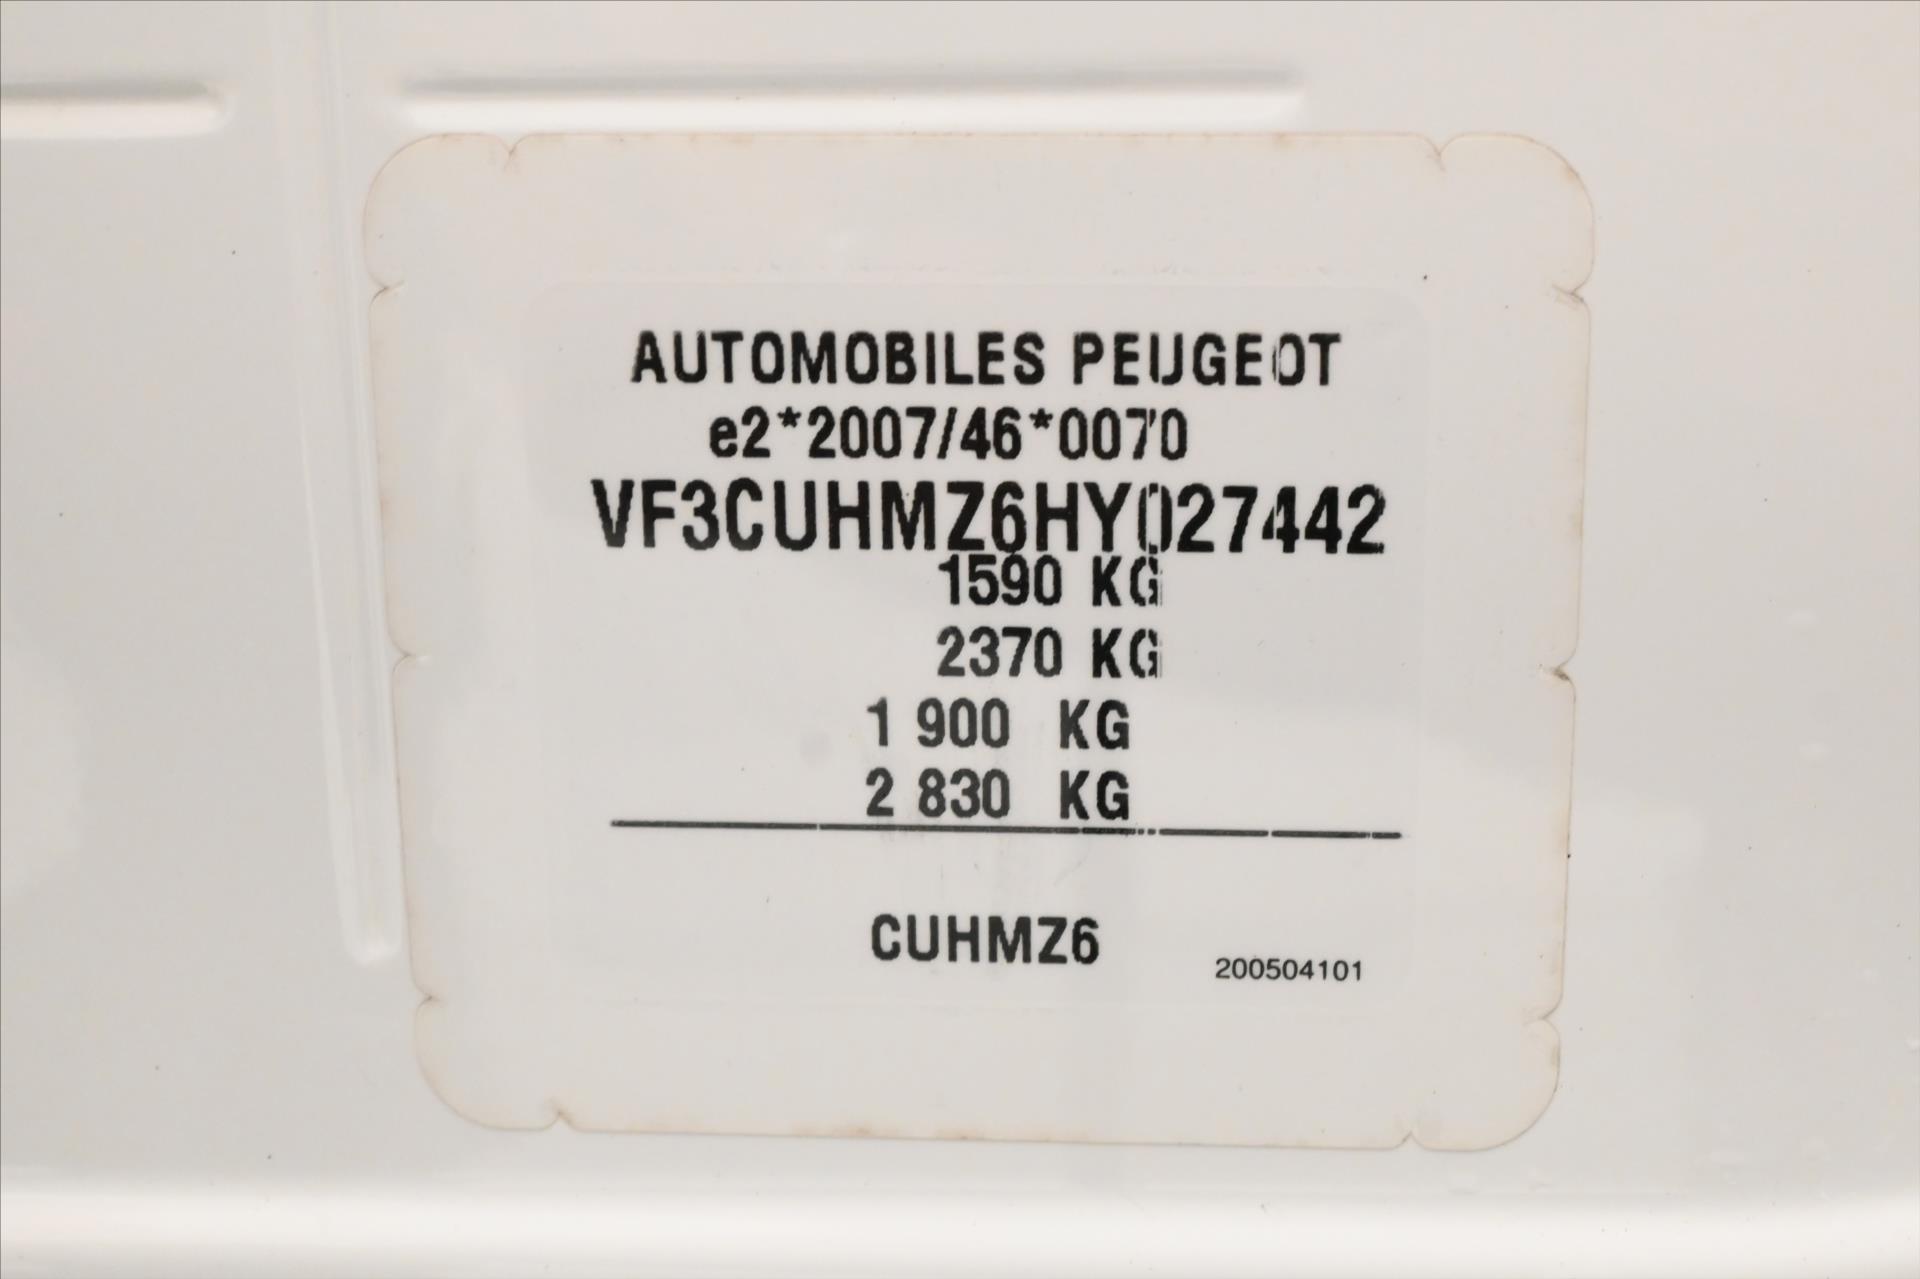 AUTOMOBILES PEUGEOT
e2*2007/46*0070
VF3CUHMZ6HY027442
1590 KG
2370 KG
1 900 KG
2 830 KG
CUHMZ6
200504101